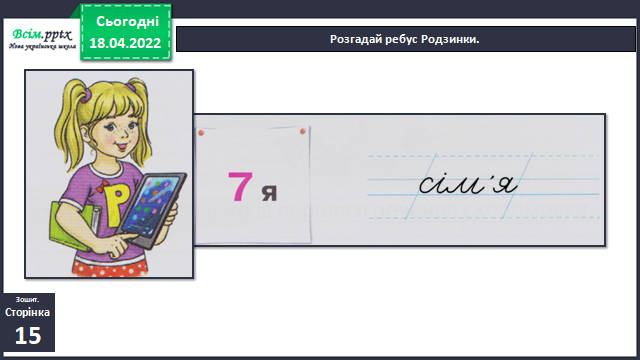 Всім.pptx
Нова українська школа
Сьогодні
18.04.2022
Розгадай ребус Родзинки.
Р
7 я
сім'я
Зошит.
Сторінка
15